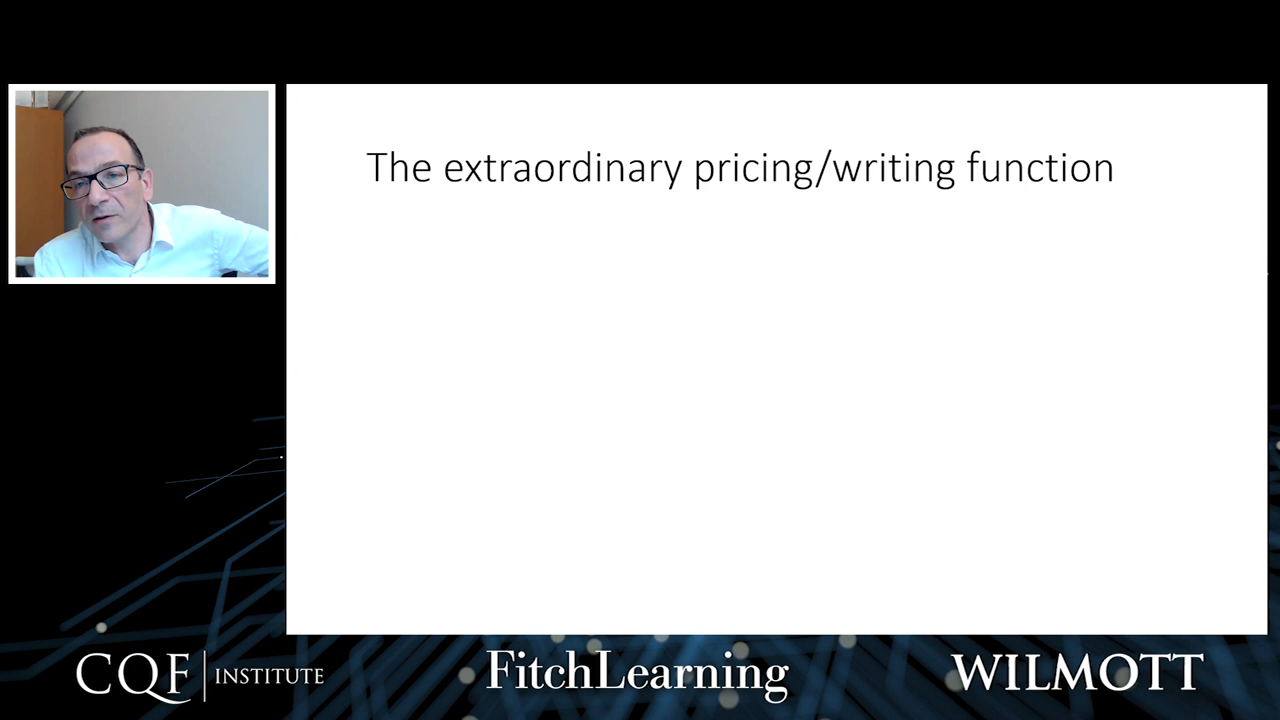 The extraordinary pricing/writing function
CQF INSTITUTE
FitchLearning
WILMOTT